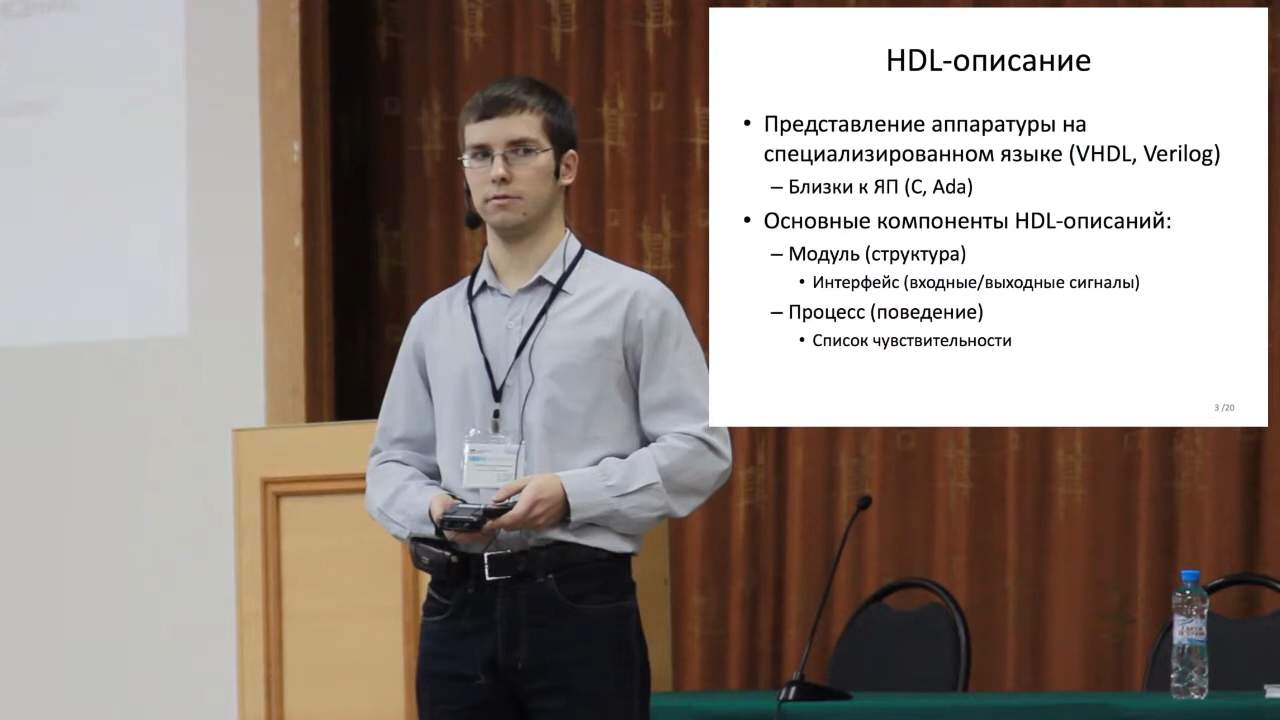 HDL-описание
• Представление аппаратуры на
специализированном языке (VHDL, Verilog)
– Близки к ЯП (C, Ada)
• Основные компоненты HDL-описаний:
– Модуль (структура)
• Интерфейс (входные/выходные сигналы)
– Процесс (поведение)
• Список чувствительности
3 /20